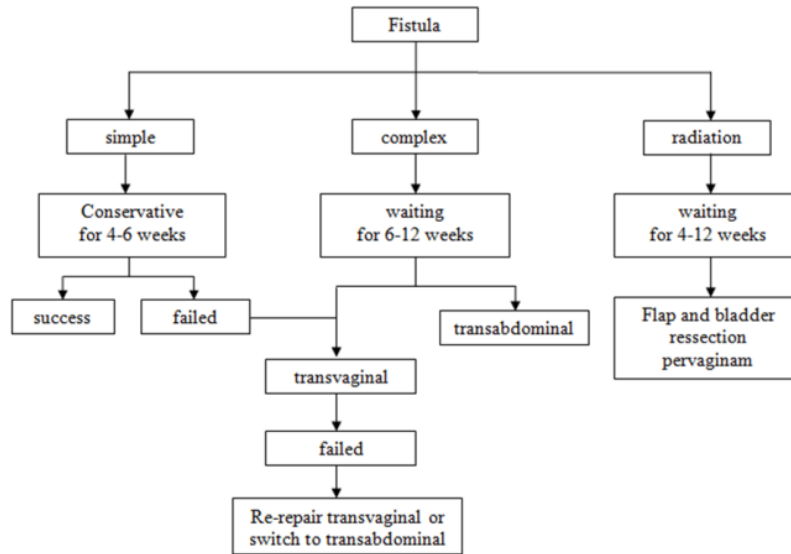 Fistula
simple
complex
radiation
Conservative
for 4-6 weeks
waiting
for 6-12 weeks
waiting
for 4-12 weeks
success
failed
transabdominal
Flap and bladder
ressection
pervaginam
transvaginal
failed
Re-repair transvaginal or
switch to transabdominal